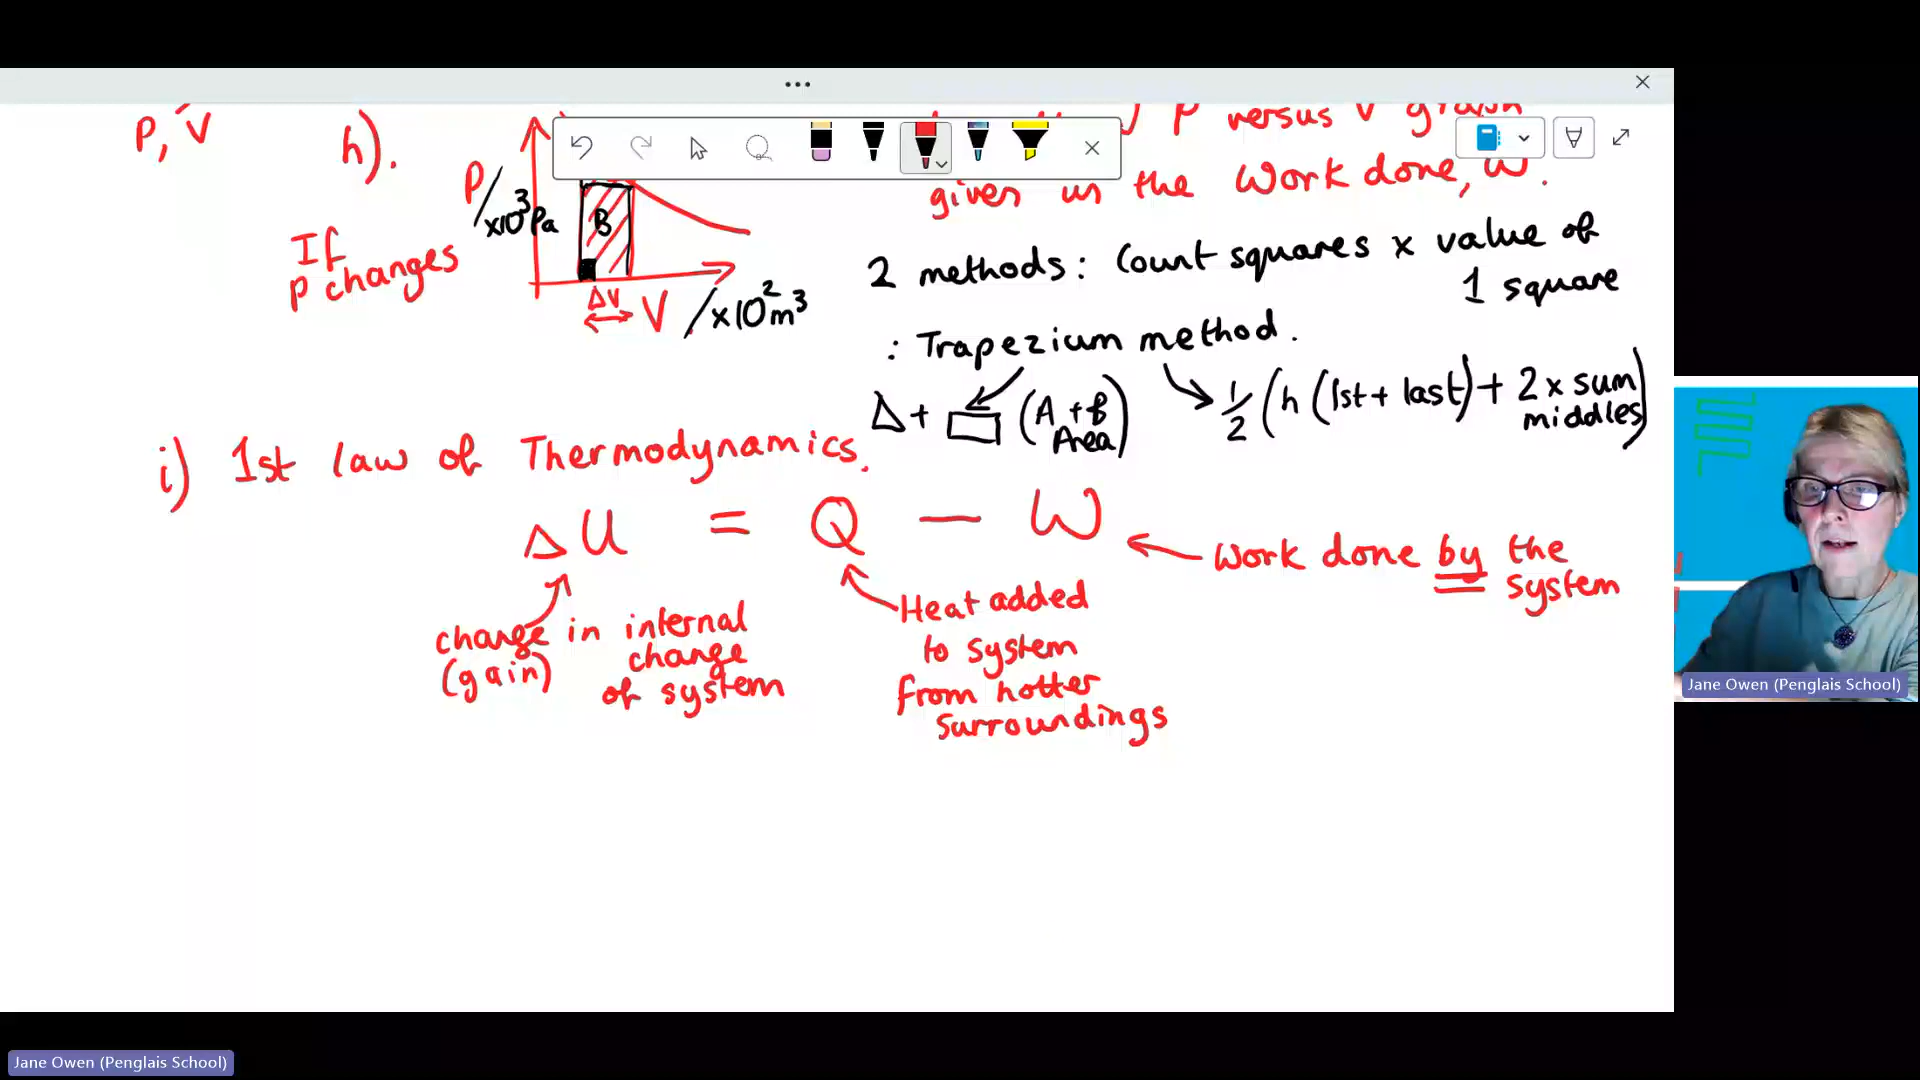 P versus V graph
P, V
h).
given us the Work done, W.
P/
x10³Pa
B
If
P changes
ΔV
V /x10²m³
2 methods: Count squares x value of
1 square
: Trapezium method.
Δ + ▭ (A + B
Area)
1/2 (h (1st + last) + 2 x sum
middles)
i) 1st law of Thermodynamics.
ΔU = Q - W
Work done by the
system
change in internal
(gain)
change
of system
Heat added
to system
from hotter
surroundings
Jane Owen (Penglais School)
Jane Owen (Penglais School)